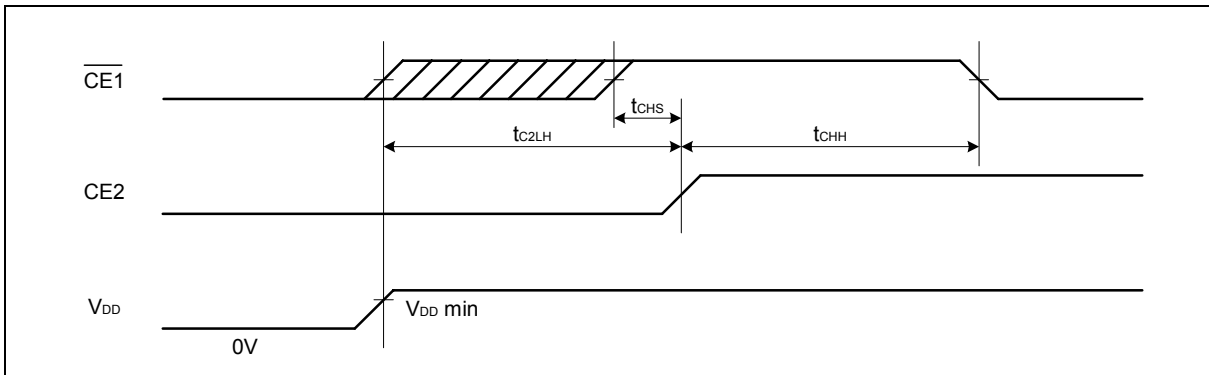 CE1
tCHS
tC2LH
tCHH
CE2
VDD
VDD min
0V